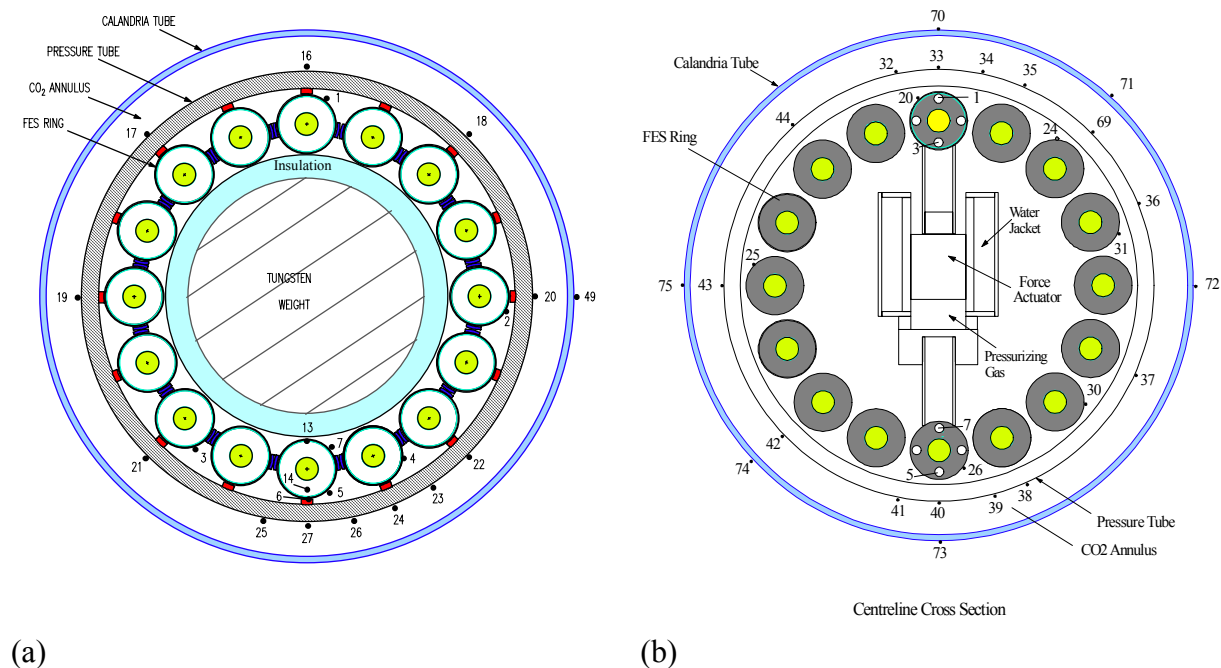 CALANDRIA TUBE
PRESSURE TUBE
CO₂ ANNULUS
FES RING
16
1
17
18
Insulation
TUNGSTEN
WEIGHT
19
20
49
2
13
7
3
4
14
5
6
21
22
23
24
25
26
27
(a)
70
33
32
34
35
Calandria Tube
71
20
1
44
69
24
3
FES Ring
36
Water
Jacket
31
25
75
43
Force
Actuator
72
Pressurizing
Gas
37
30
42
7
74
5
26
38
41
40
39
Pressure Tube
CO2 Annulus
73
Centreline Cross Section
(b)